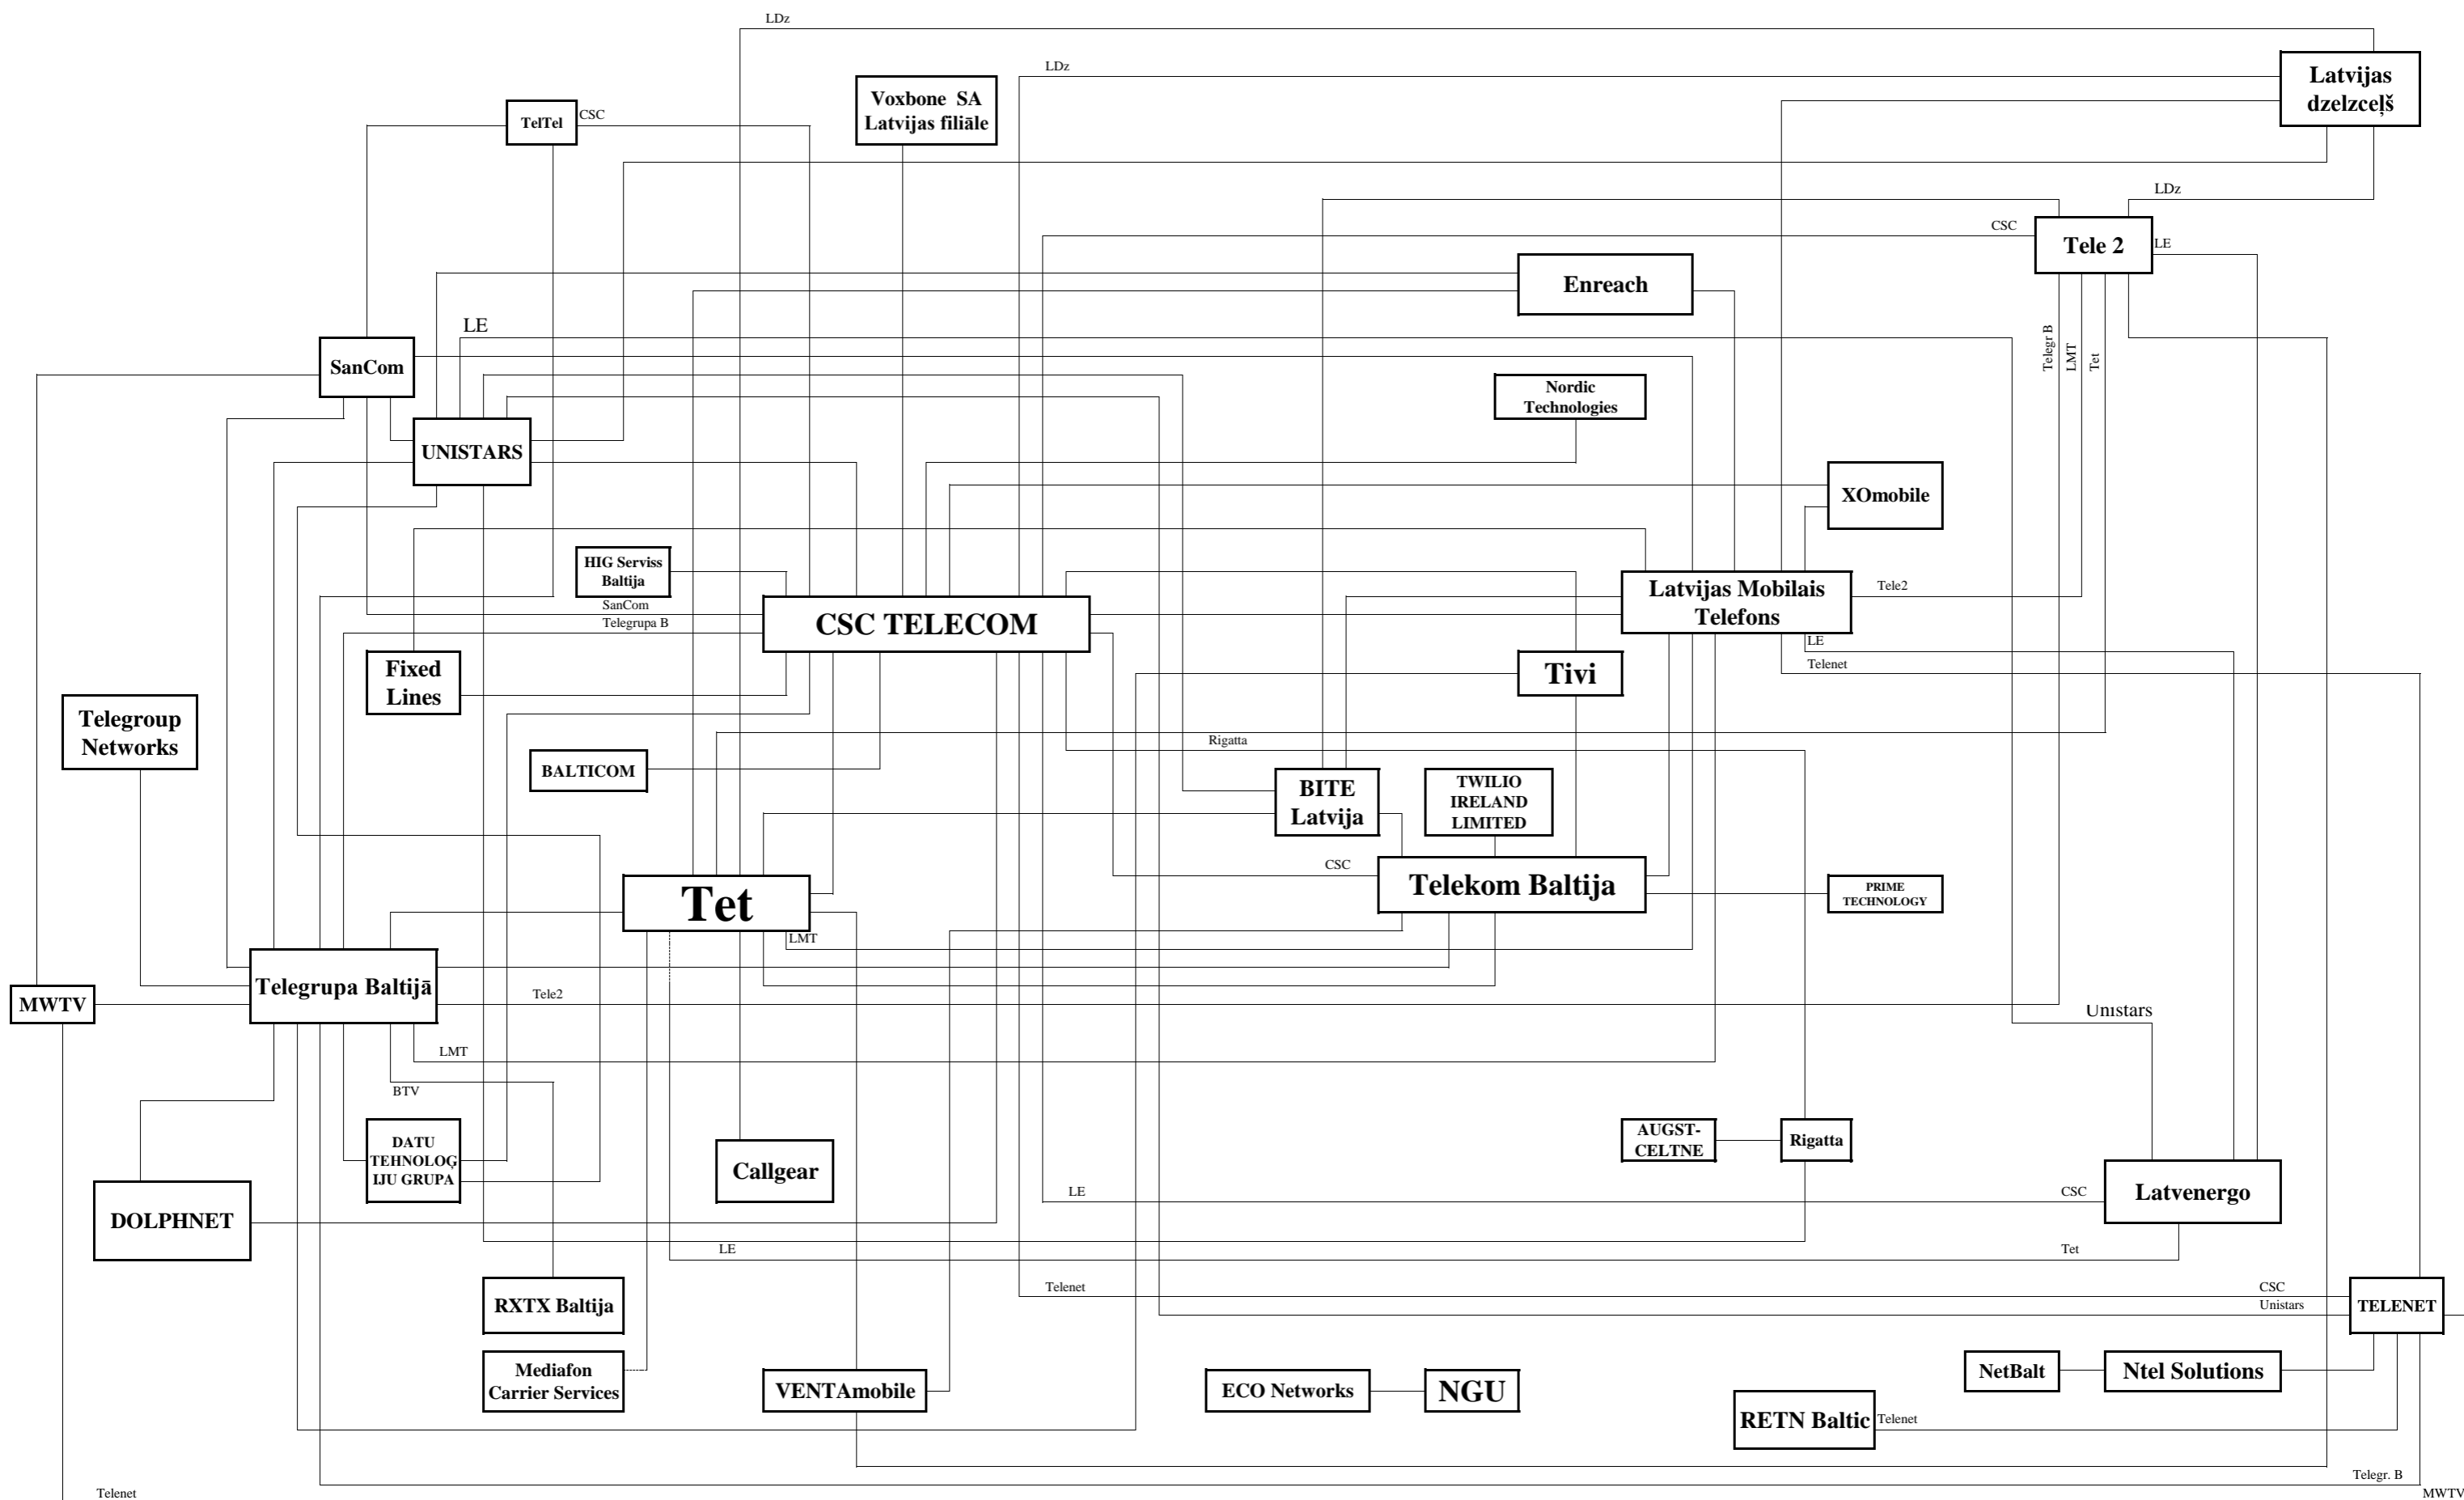 LDz
LDz
Latvijas
dzelzceļš
Voxbone SA
Latvijas filiāle
TelTel
CSC
LDz
CSC
Tele 2
LE
Enreach
LE
Telegr B
LMT
Tet
SanCom
Nordic
Technologies
UNISTARS
XOmobile
HIG Serviss
Baltija
Latvijas Mobilais
Telefons
Tele2
SanCom
Telegrupa B
CSC TELECOM
LE
Telenet
Fixed
Lines
Tivi
Telegroup
Networks
Rigatta
BALTICOM
BITE
Latvija
TWILIO
IRELAND
LIMITED
CSC
Telekom Baltija
PRIME
TECHNOLOGY
Tet
LMT
Telegrupa Baltijā
MWTV
Tele2
Unistars
LMT
BTV
DATU
TEHNOLOĢ
IJU GRUPA
Callgear
AUGST-
CELTNE
Rigatta
DOLPHNET
LE
CSC
Latvenergo
LE
Tet
RXTX Baltija
Telenet
CSC
Unistars
TELENET
Mediafon
Carrier Services
VENTAmobile
ECO Networks
NGU
NetBalt
Ntel Solutions
RETN Baltic
Telenet
Telegr. B
Telenet
MWTV